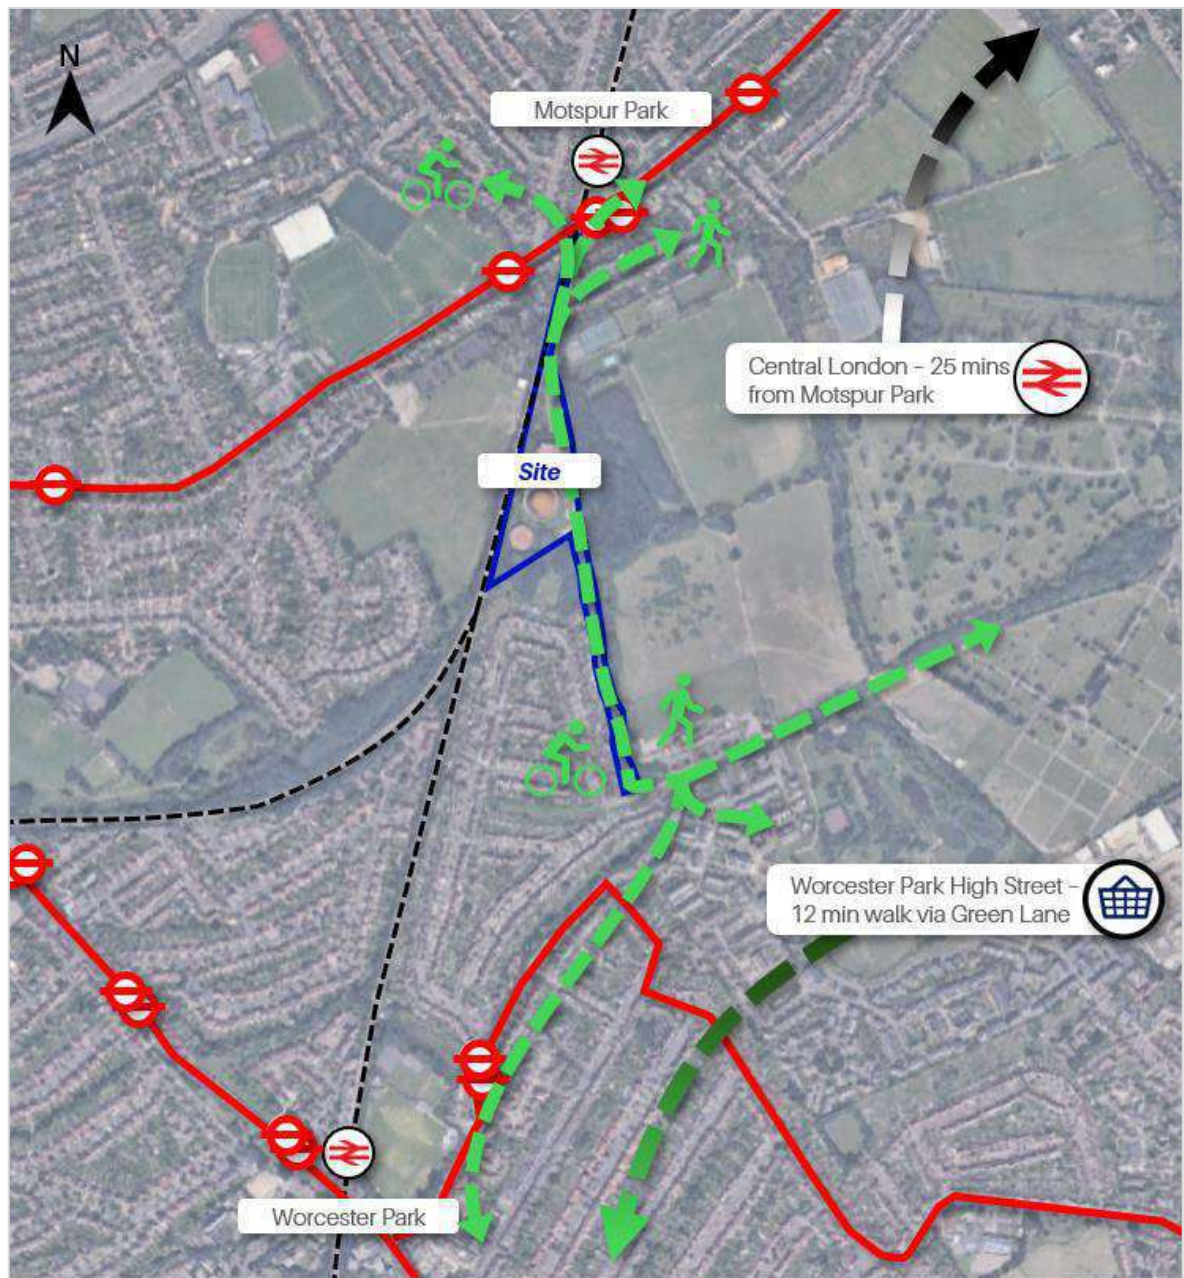 N
Motspur Park
Central London – 25 mins
from Motspur Park
Site
Worcester Park High Street –
12 min walk via Green Lane
Worcester Park